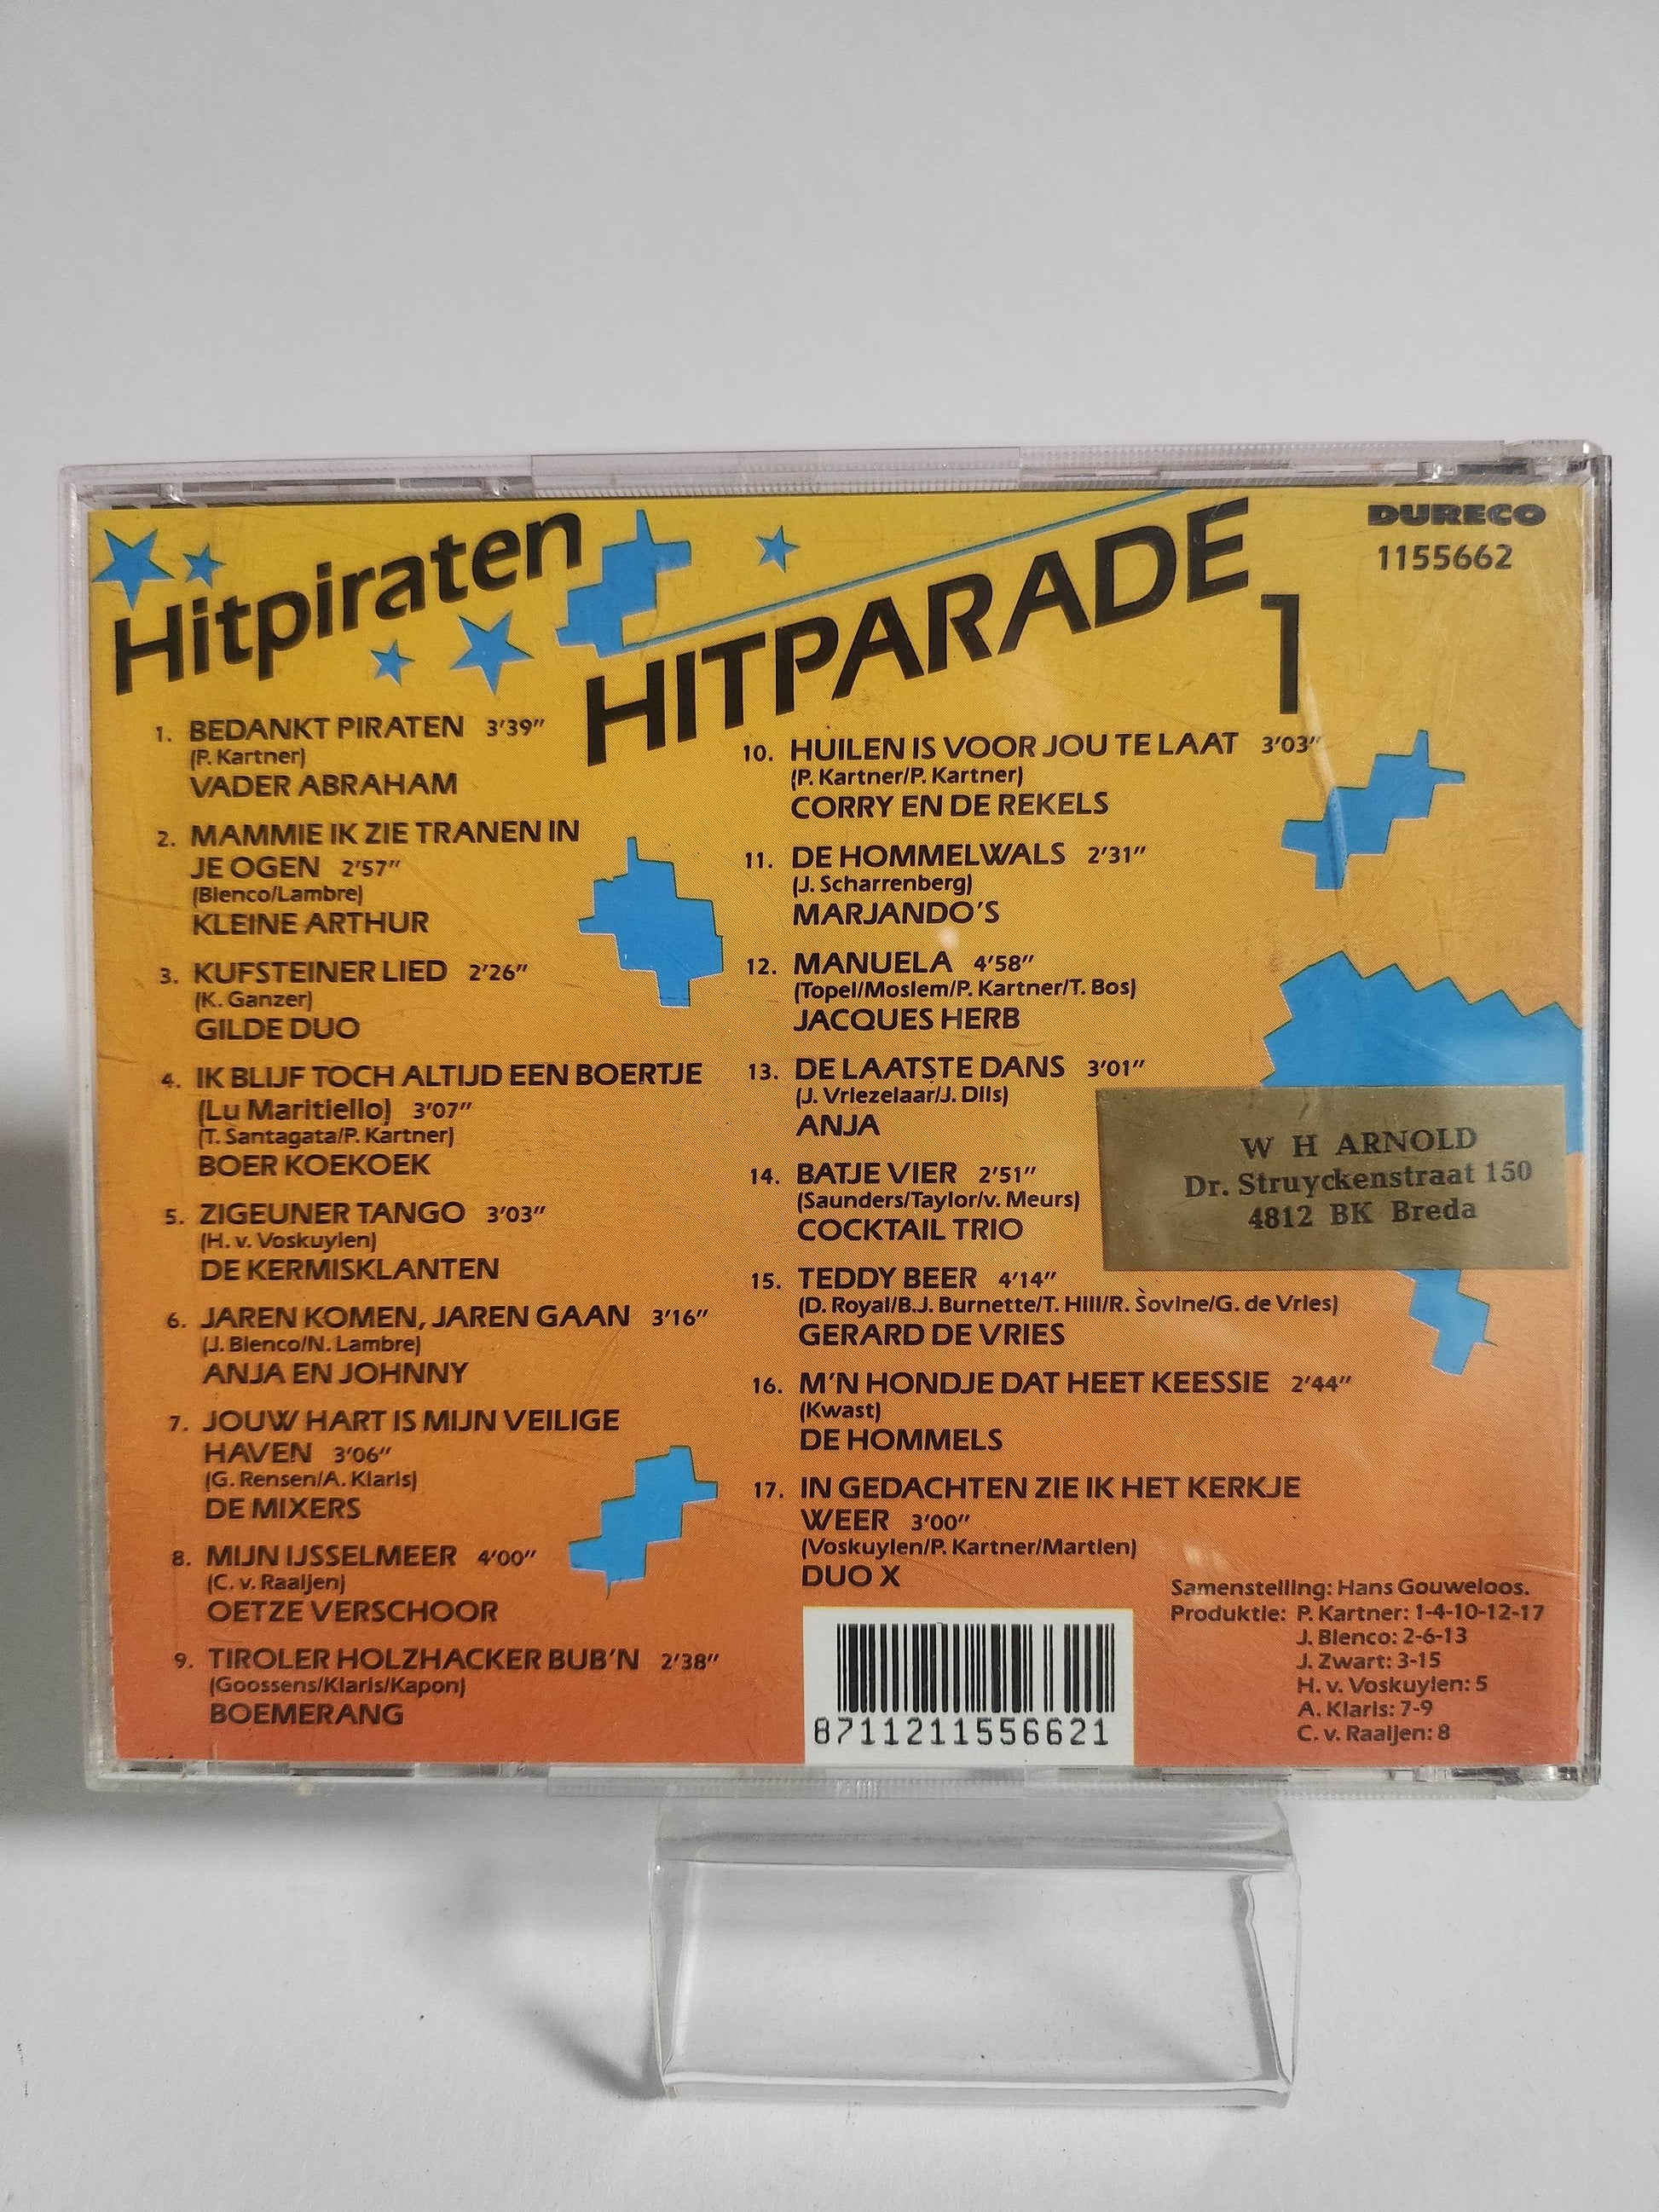 Hitpiraten
HITPARADE 1
DURECO
1155662
1. BEDANKT PIRATEN 3'39"
(P. Kartner)
VADER ABRAHAM
2. MAMMIE IK ZIE TRANEN IN
JE OGEN 2'57"
(Blenco/Lambre)
KLEINE ARTHUR
3. KUFSTEINER LIED 2'26"
(K. Ganzer)
GILDE DUO
4. IK BLIJF TOCH ALTIJD EEN BOERTJE
(Lu Maritiello) 3'07"
(T. Santagata/P. Kartner)
BOER KOEKOEK
5. ZIGEUNER TANGO 3'03"
(H. v. Voskuylen)
DE KERMISKLANTEN
6. JAREN KOMEN, JAREN GAAN 3'16"
(J. Blenco/N. Lambre)
ANJA EN JOHNNY
7. JOUW HART IS MIJN VEILIGE
HAVEN 3'06"
(G. Rensen/A. Klaris)
DE MIXERS
8. MIJN IJSSELMEER 4'00"
(C. v. Raaijen)
OETZE VERSCHOOR
9. TIROLER HOLZHACKER BUB'N 2'38"
(Goossens/Klaris/Kapon)
BOEMERANG
10. HUILEN IS VOOR JOU TE LAAT 3'03"
(P. Kartner/P. Kartner)
CORRY EN DE REKELS
11. DE HOMMELWALS 2'31"
(J. Scharrenberg)
MARJANDO'S
12. MANUELA 4'58"
(Topel/Moslem/P. Kartner/T. Bos)
JACQUES HERB
13. DE LAATSTE DANS 3'01"
(J. Vriezelaar/J. Dils)
ANJA
14. BATJE VIER 2'51"
(Saunders/Taylor/v. Meurs)
COCKTAIL TRIO
15. TEDDY BEER 4'14"
(D. Royal/B.J. Burnette/T. Hill/R. Sovine/G. de Vries)
GERARD DE VRIES
16. M'N HONDJE DAT HEET KEESSIE 2'44"
(Kwast)
DE HOMMELS
17. IN GEDACHTEN ZIE IK HET KERKJE
WEER 3'00"
(Voskuylen/P. Kartner/Martien)
DUO X
W H ARNOLD
Dr. Struyckenstraat 150
4812 BK Breda
Samenstelling: Hans Gouweloos.
Produktie: P. Kartner: 1-4-10-12-17
J. Blenco: 2-6-13
J. Zwart: 3-15
H. v. Voskuylen: 5
A. Klaris: 7-9
C. v. Raaijen: 8
8711211556621